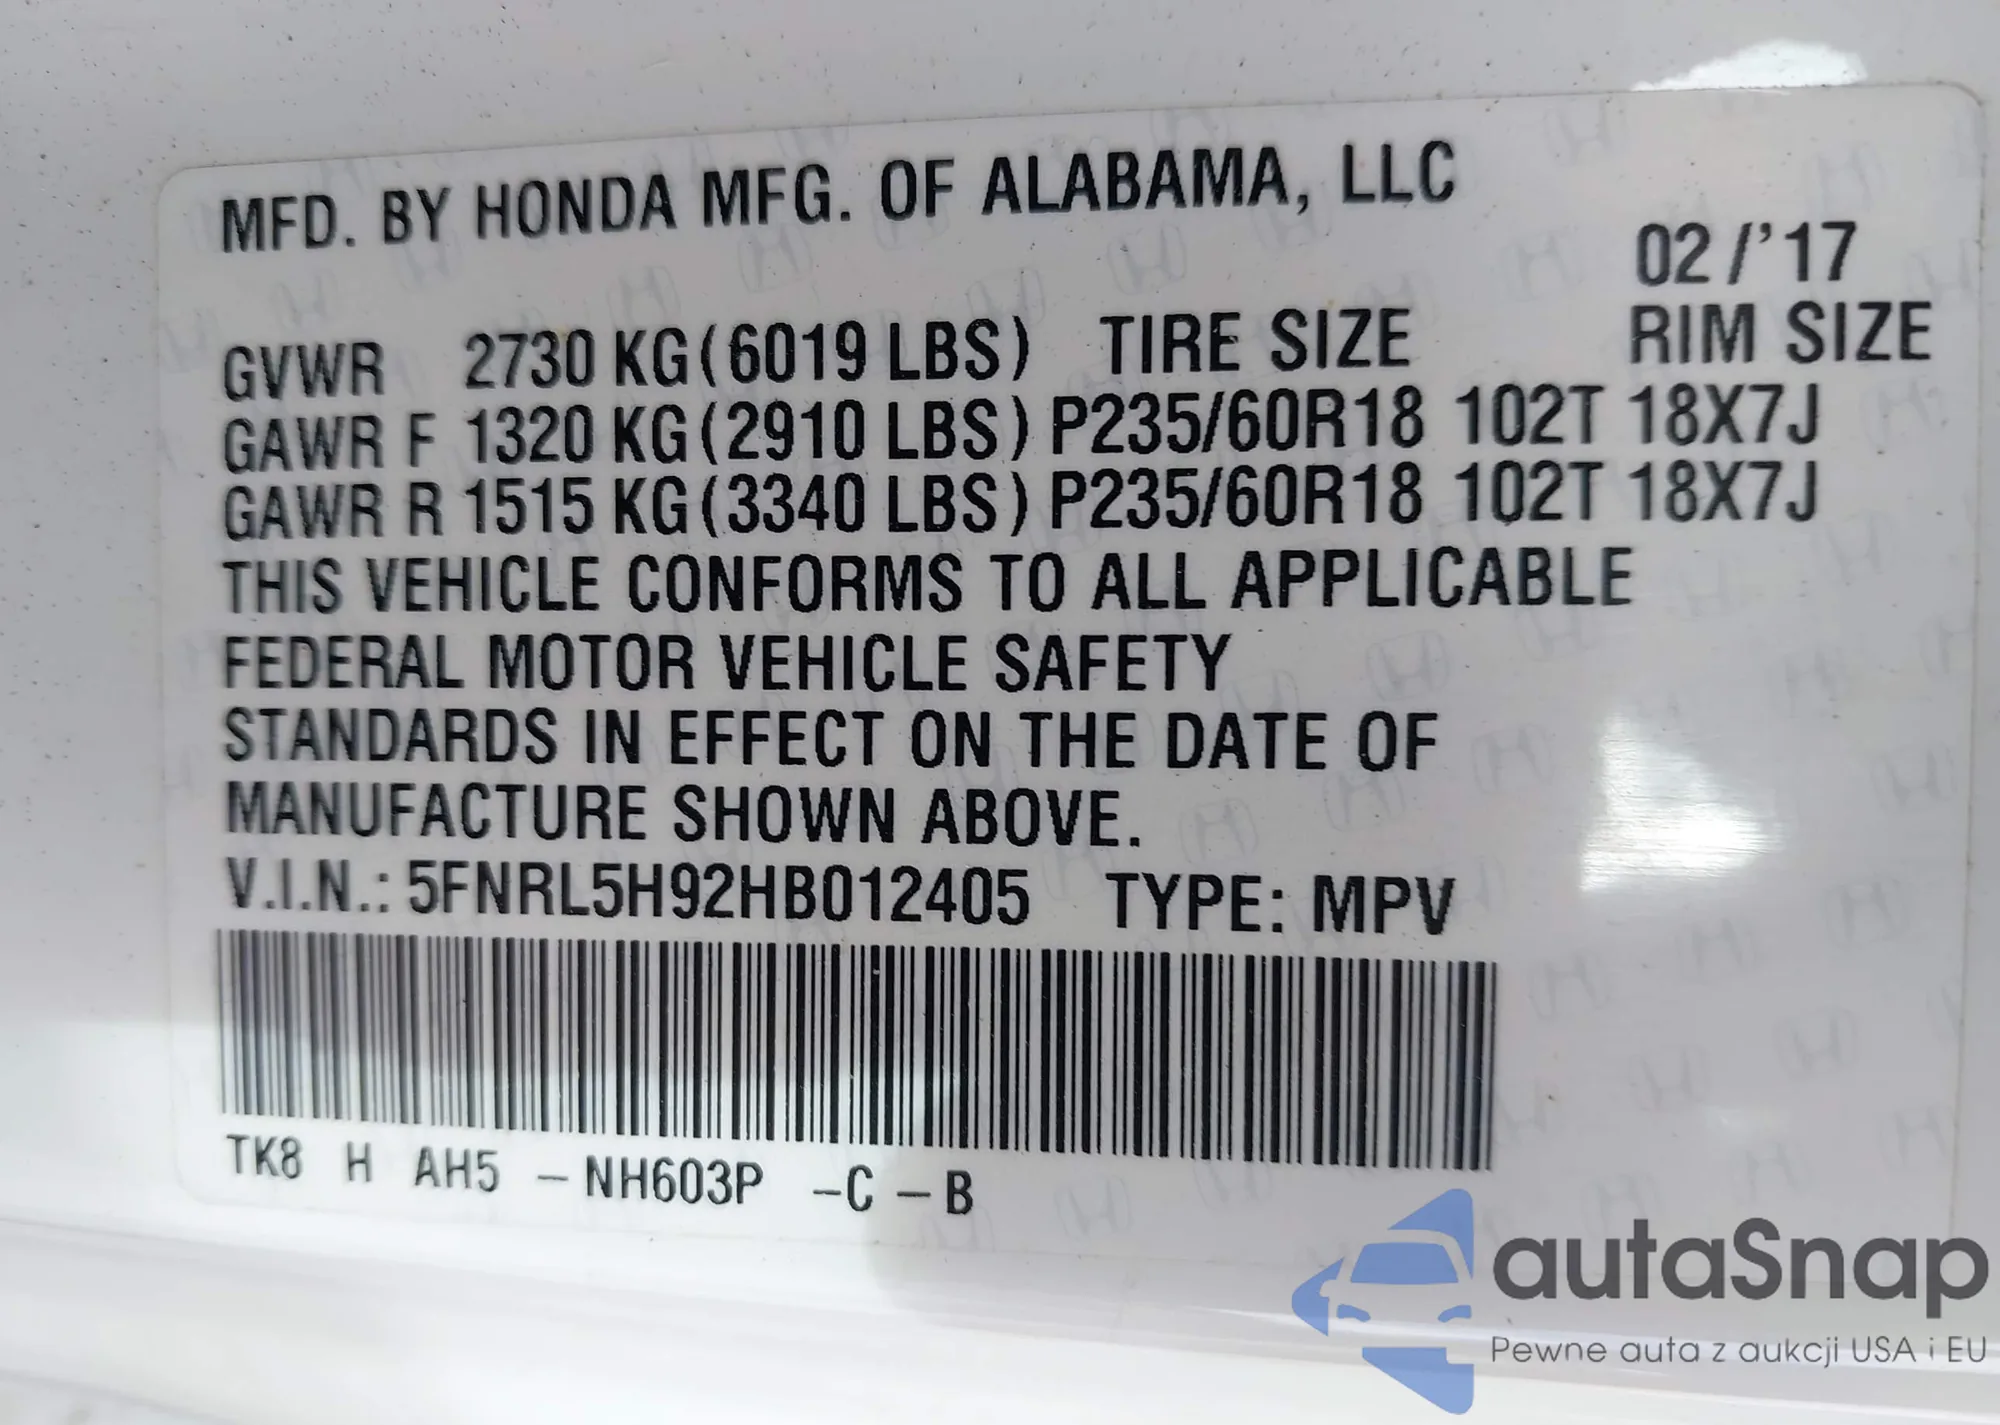 MFD. BY HONDA MFG. OF ALABAMA, LLC
02/'17
GVWR 2730 KG(6019 LBS) TIRE SIZE RIM SIZE
GAWR F 1320 KG(2910 LBS) P235/60R18 102T 18X7J
GAWR R 1515 KG(3340 LBS) P235/60R18 102T 18X7J
THIS VEHICLE CONFORMS TO ALL APPLICABLE
FEDERAL MOTOR VEHICLE SAFETY
STANDARDS IN EFFECT ON THE DATE OF
MANUFACTURE SHOWN ABOVE.
V.I.N.: 5FNRL5H92HB012405 TYPE: MPV
TK8 H AH5 – NH603P –C – B
autaSnap
Pewne auta z aukcji USA i EU